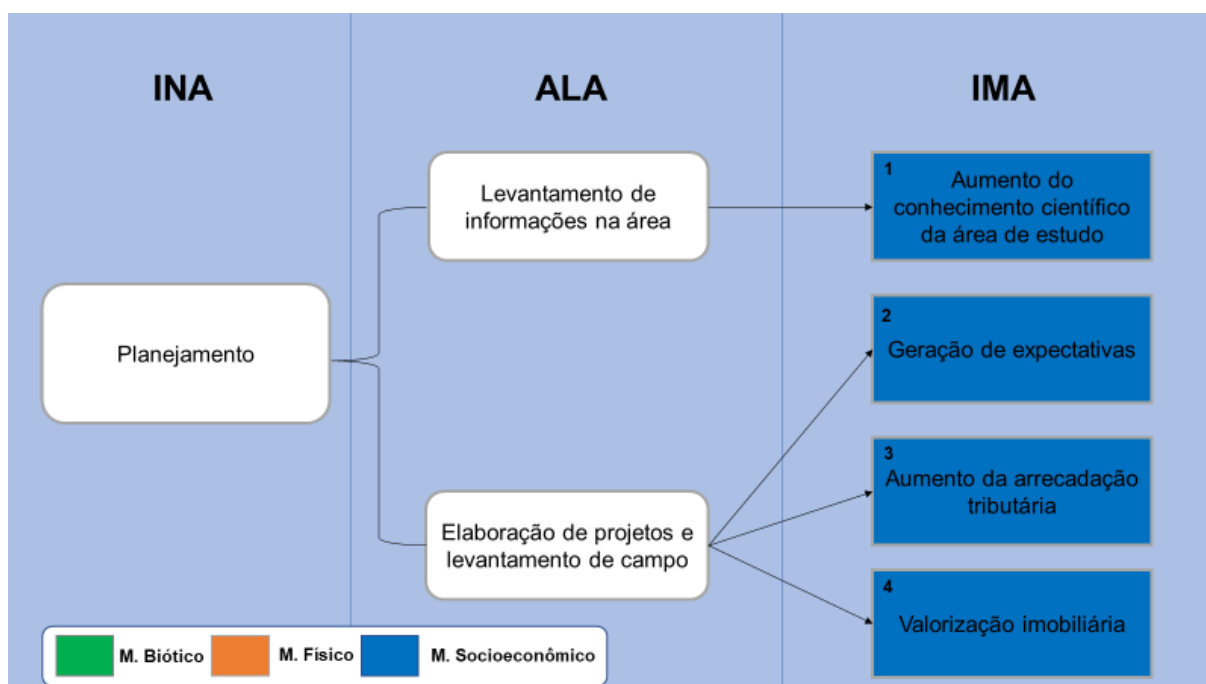 INA
ALA
IMA
Planejamento
Levantamento de
informações na área
Elaboração de projetos e
levantamento de campo
1
Aumento do
conhecimento científico
da área de estudo
2
Geração de expectativas
3
Aumento da arrecadação
tributária
4
Valorização imobiliária
M. Biótico
M. Físico
M. Socioeconômico